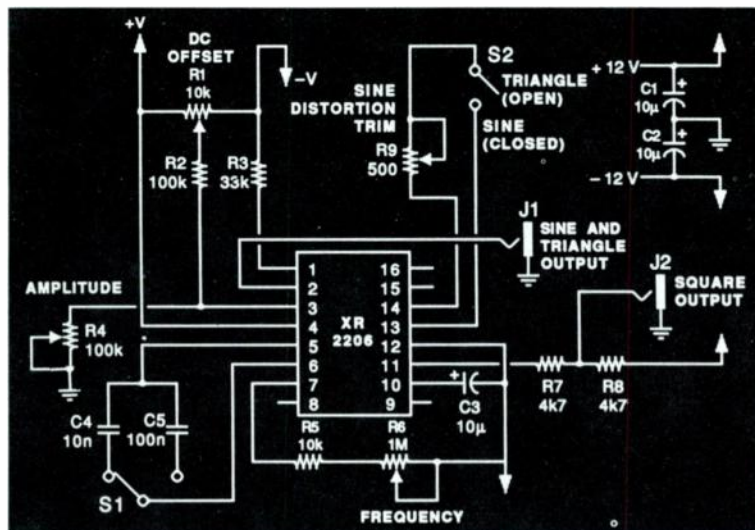 +V
DC
OFFSET
R1
10k
–V
R2
100k
R3
33k
SINE
DISTORTION
TRIM
R9
500
S2
TRIANGLE
(OPEN)
SINE
(CLOSED)
+ 12 V
C1
10µ
+
C2
10µ
+
– 12 V
J1
SINE AND
TRIANGLE
OUTPUT
J2
SQUARE
OUTPUT
AMPLITUDE
R4
100k
1 16
2 15
3 14
4 13
5 12
6 11
7 10
8 9
XR
2206
C4
10n
C5
100n
S1
R5
10k
R6
1M
FREQUENCY
+
C3
10µ
R7
4k7
R8
4k7